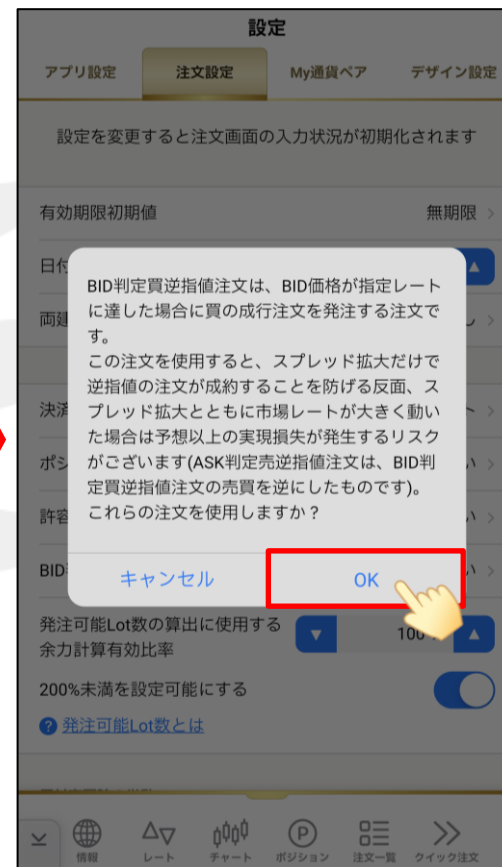 設定
アプリ設定
注文設定
My通貨ペア
デザイン設定
設定を変更すると注文画面の入力状況が初期化されます
有効期限初期値
無期限
日付
両建
し
BID判定買逆指値注文は、BID価格が指定レート
に達した場合に買の成行注文を発注する注文で
す。
この注文を使用すると、スプレッド拡大だけで
逆指値の注文が成約することを防げる反面、ス
プレッド拡大とともに市場レートが大きく動い
た場合は予想以上の実現損失が発生するリスク
がございます(ASK判定売逆指値注文は、BID判
定買逆指値注文の売買を逆にしたものです)。
これらの注文を使用しますか？
決済
ポシ
い
許容
い
BID
い
キャンセル
OK
発注可能Lot数の算出に使用する
余力計算有効比率
100%
200%未満を設定可能にする
? 発注可能Lot数とは
情報
レート
チャート
P
ポジション
注文一覧
クイック注文